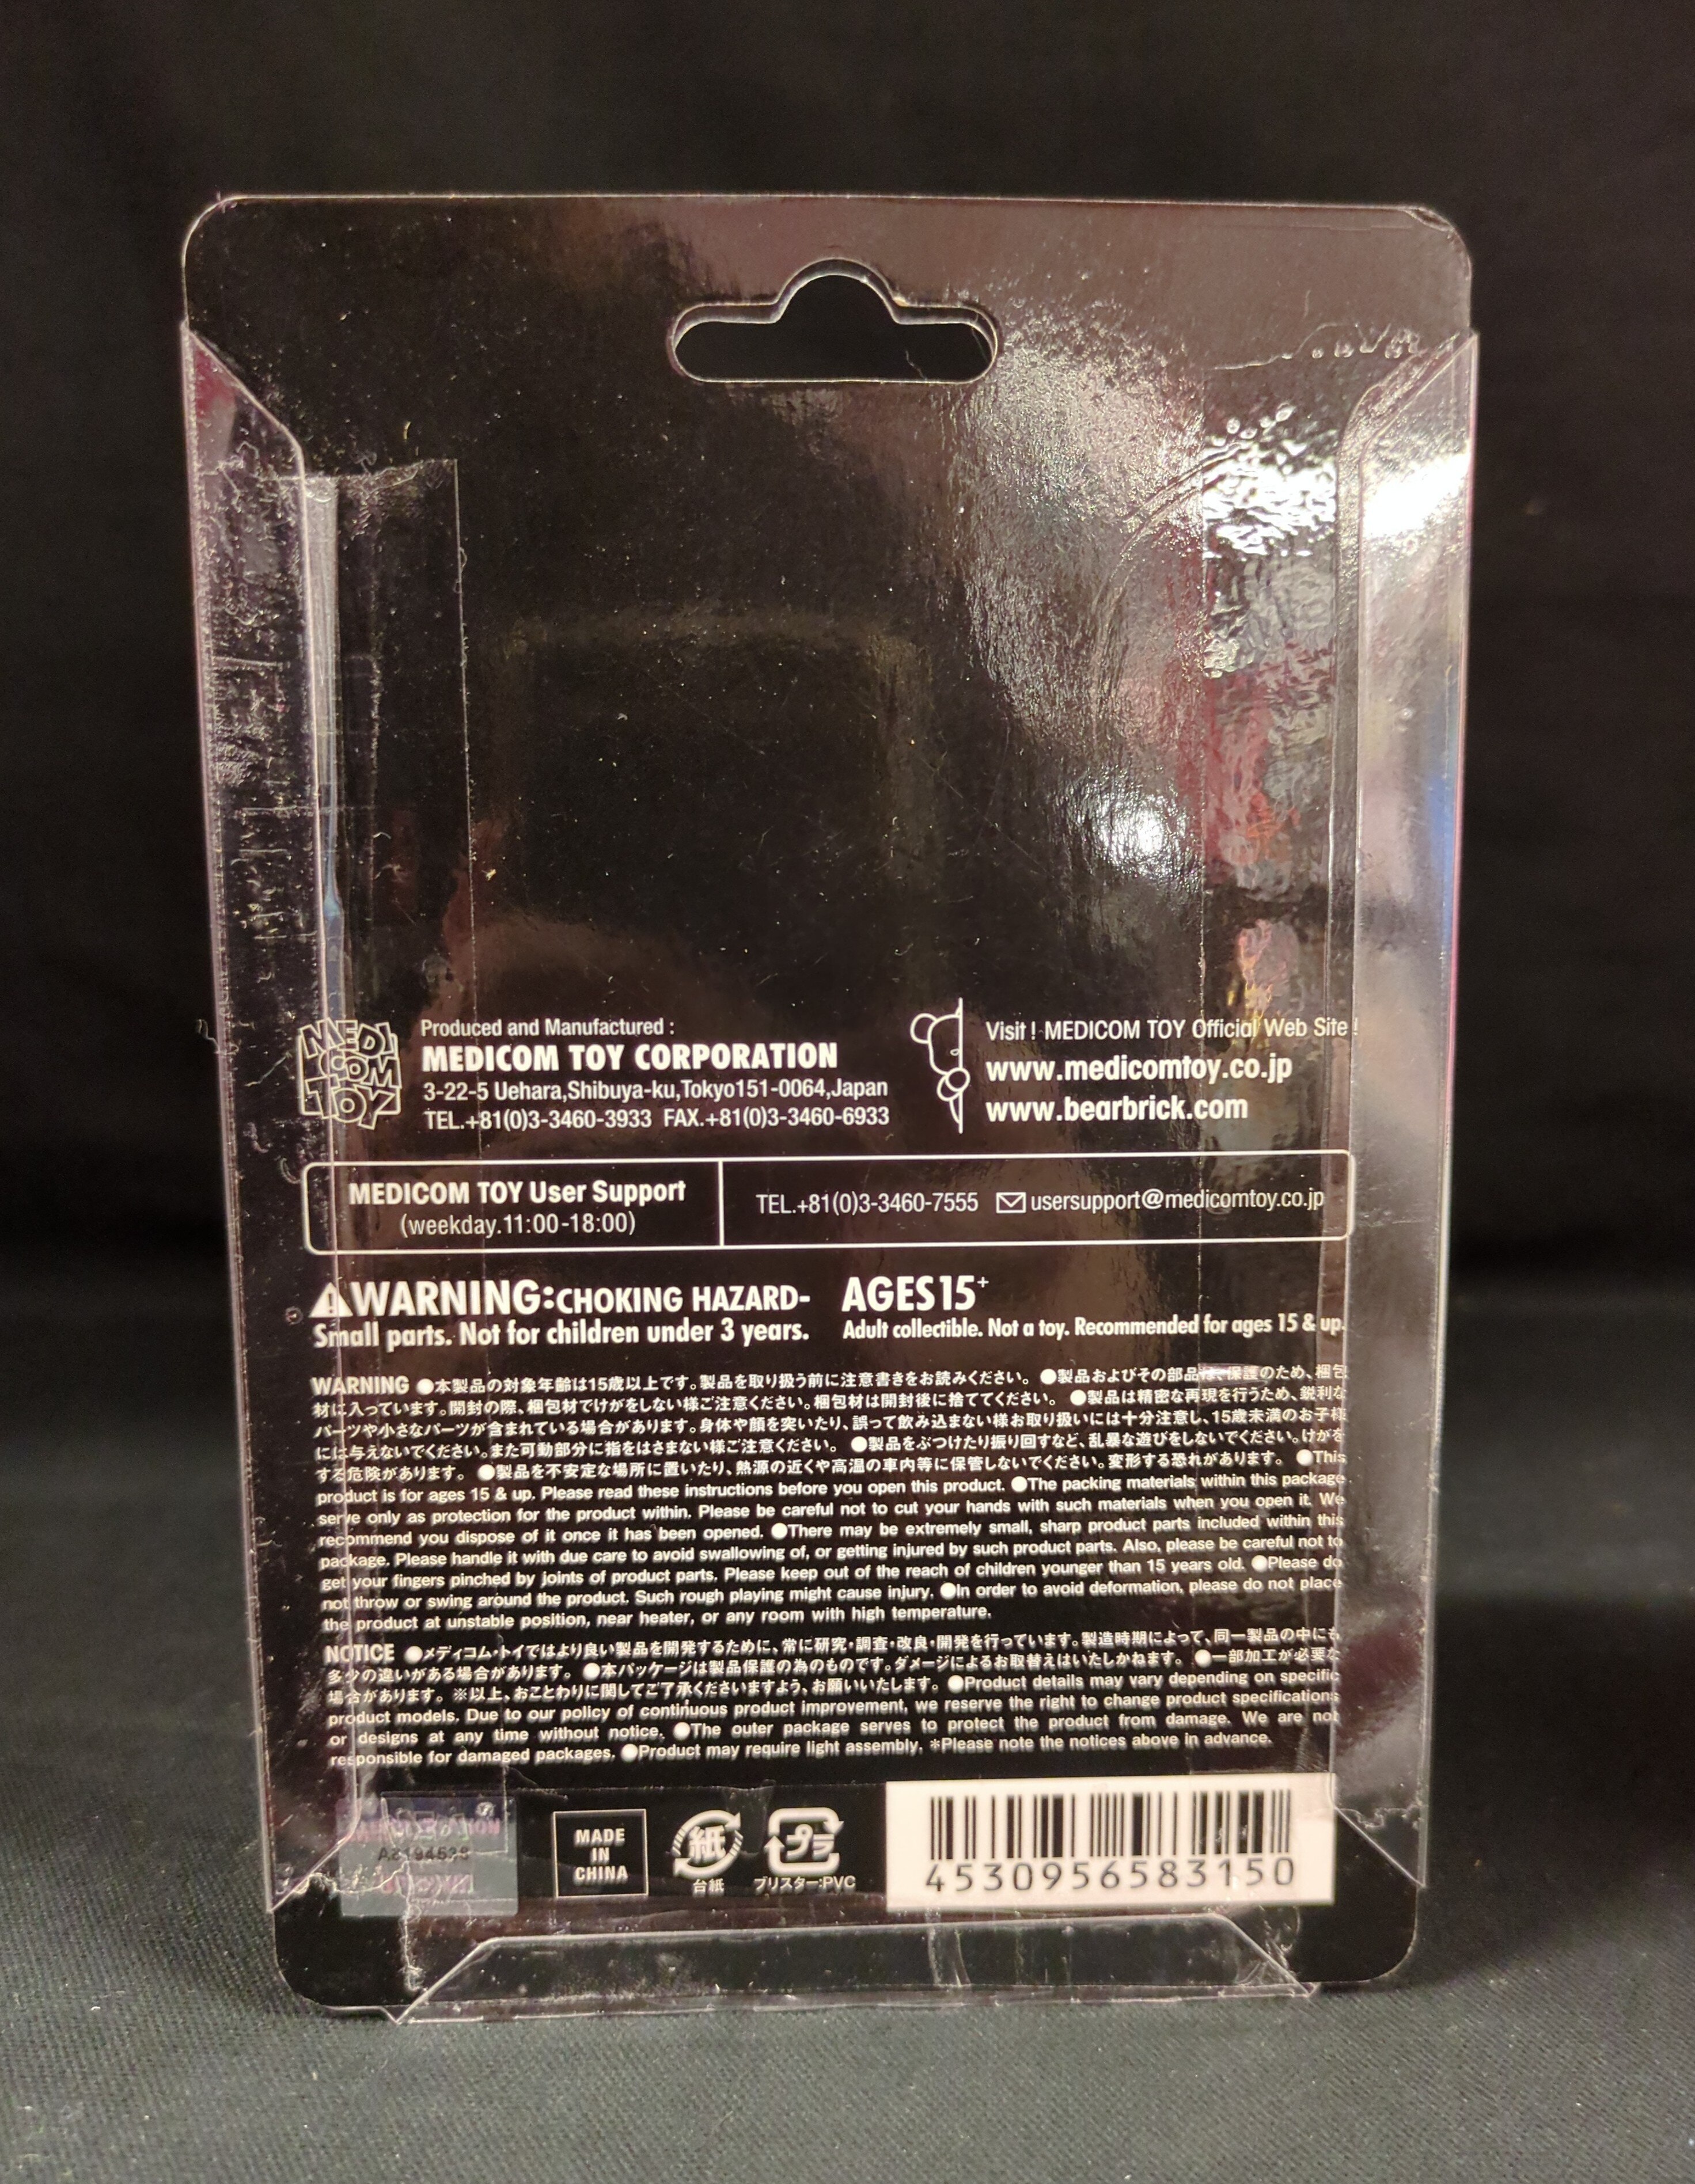 MEDI
COM
TOY
Produced and Manufactured :
MEDICOM TOY CORPORATION
3-22-5 Uehara,Shibuya-ku,Tokyo151-0064,Japan
TEL.+81(0)3-3460-3933 FAX.+81(0)3-3460-6933
Visit ! MEDICOM TOY Official Web Site !
www.medicomtoy.co.jp
www.bearbrick.com
MEDICOM TOY User Support
(weekday.11:00-18:00)
TEL.+81(0)3-3460-7555 usersupport@medicomtoy.co.jp
WARNING:CHOKING HAZARD-
Small parts. Not for children under 3 years.
AGES15+
Adult collectible. Not a toy. Recommended for ages 15 & up.
WARNING ●本製品の対象年齢は15歳以上です。製品を取り扱う前に注意書きをお読みください。 ●製品およびその部品は、保護のため、梱包
材に入っています。開封の際、梱包材でけがをしない様ご注意ください。梱包材は開封後に捨ててください。 ●製品は精密な再現を行うため、鋭利な
パーツや小さなパーツが含まれている場合があります。身体や顔を突いたり、誤って飲み込まない様お取り扱いには十分注意し、15歳未満のお子様
には与えないでください。また可動部分に指をはさまない様ご注意ください。 ●製品をぶつけたり振り回すなど、乱暴な遊びをしないでください。けがを
する危険があります。 ●製品を不安定な場所に置いたり、熱源の近くや高温の車内等に保管しないでください。変形する恐れがあります。 ●This
product is for ages 15 & up. Please read these instructions before you open this product. ●The packing materials within this package
serve only as protection for the product within. Please be careful not to cut your hands with such materials when you open it. We
recommend you dispose of it once it has been opened. ●There may be extremely small, sharp product parts included within this
package. Please handle it with due care to avoid swallowing of, or getting injured by such product parts. Also, please be careful not to
get your fingers pinched by joints of product parts. Please keep out of the reach of children younger than 15 years old. ●Please do
not throw or swing around the product. Such rough playing might cause injury. ●In order to avoid deformation, please do not place
the product at unstable position, near heater, or any room with high temperature.
NOTICE ●メディコム・トイではより良い製品を開発するために、常に研究・調査・改良・開発を行っています。製造時期によって、同一製品の中にも
多少の違いがある場合があります。 ●本パッケージは製品保護の為のものです。ダメージによるお取替えはいたしかねます。 ●一部加工が必要な
場合があります。 ※以上、おことわりに関してご了承くださいますよう、お願いいたします。 ●Product details may vary depending on specific
product models. Due to our policy of continuous product improvement, we reserve the right to change product specifications
or designs at any time without notice. ●The outer package serves to protect the product from damage. We are not
responsible for damaged packages. ●Product may require light assembly. *Please note the notices above in advance.
MADE
IN
CHINA
紙
台紙
プラ
ブリスター:PVC
4530956583150